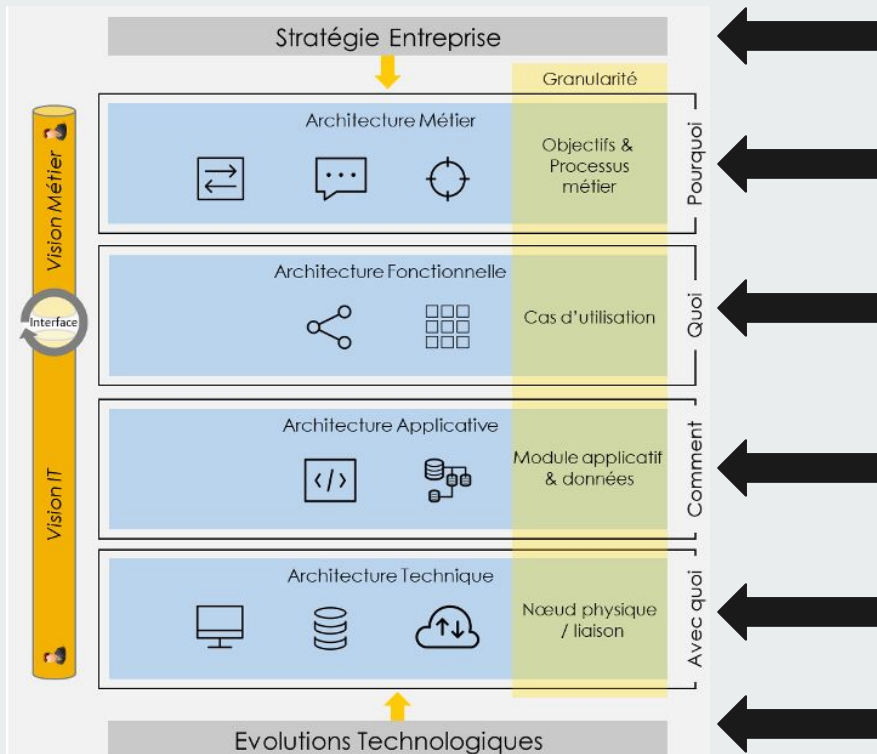 Stratégie Entreprise
Granularité
Architecture Métier
Objectifs &
Processus
métier
Pourquoi
Vision Métier
Architecture Fonctionnelle
Cas d'utilisation
Quoi
Interface
Architecture Applicative
Module applicatif
& données
Comment
Vision IT
Architecture Technique
Nœud physique
/ liaison
Avec quoi
Evolutions Technologiques